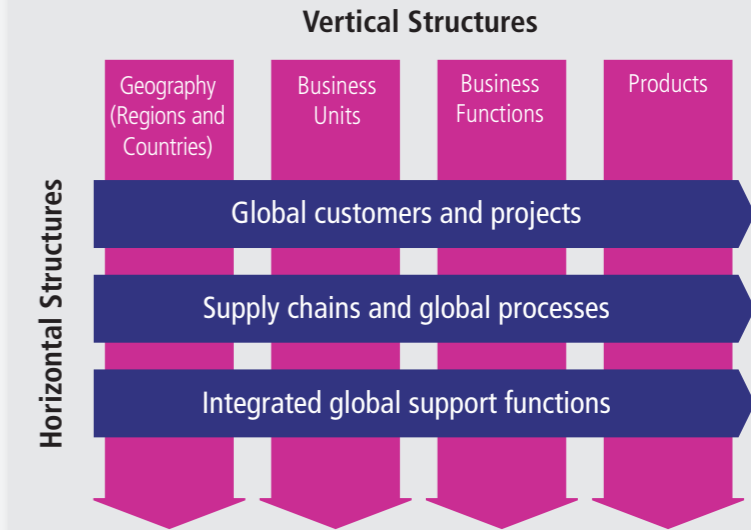 Vertical Structures
Geography
(Regions and
Countries)
Business
Units
Business
Functions
Products
Horizontal Structures
Global customers and projects
Supply chains and global processes
Integrated global support functions